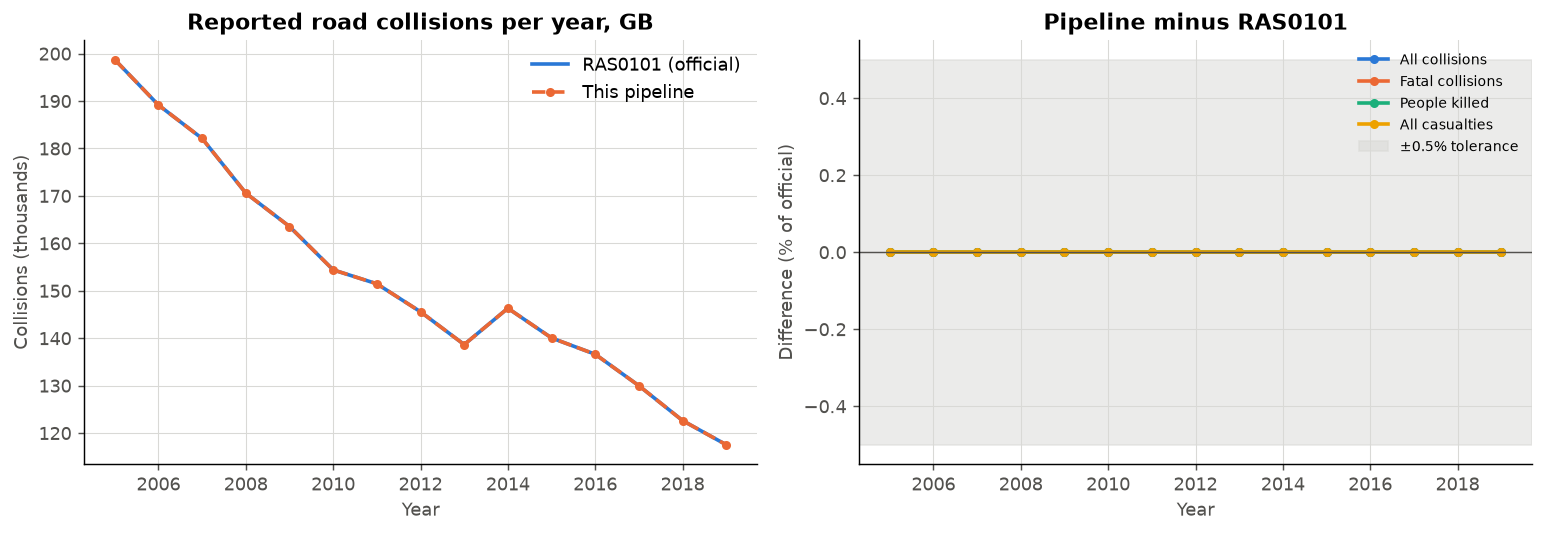 Reported road collisions per year, GB
RAS0101 (official)
This pipeline
Collisions (thousands)
200
190
180
170
160
150
140
130
120
2006 2008 2010 2012 2014 2016 2018
Year
Pipeline minus RAS0101
All collisions
Fatal collisions
People killed
All casualties
±0.5% tolerance
Difference (% of official)
0.4
0.2
0.0
−0.2
−0.4
2006 2008 2010 2012 2014 2016 2018
Year